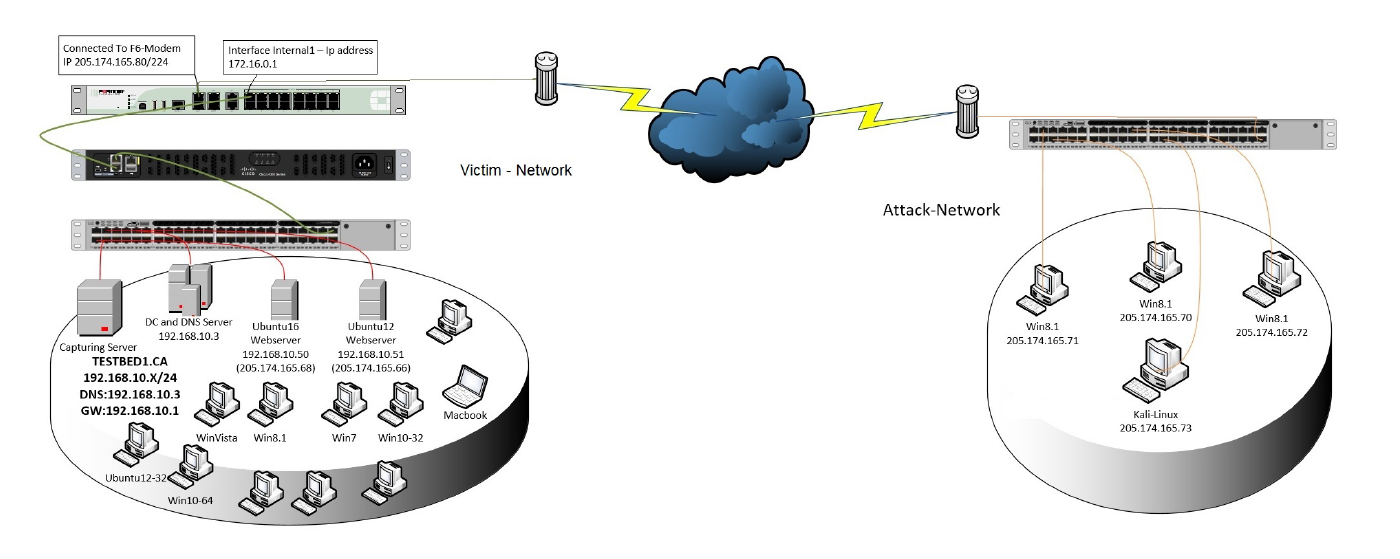 Connected To F6-Modem
IP 205.174.165.80/224
Interface Internal1 – Ip address
172.16.0.1
CISCO
Victim - Network
Attack-Network
DC and DNS Server
192.168.10.3
Capturing Server
Ubuntu16
Webserver
192.168.10.50
(205.174.165.68)
Ubuntu12
Webserver
192.168.10.51
(205.174.165.66)
TESTBED1.CA
192.168.10.X/24
DNS:192.168.10.3
GW:192.168.10.1
Macbook
WinVista
Win8.1
Win7
Win10-32
Ubuntu12-32
Win10-64
Win8.1
205.174.165.71
Win8.1
205.174.165.70
Win8.1
205.174.165.72
Kali-Linux
205.174.165.73